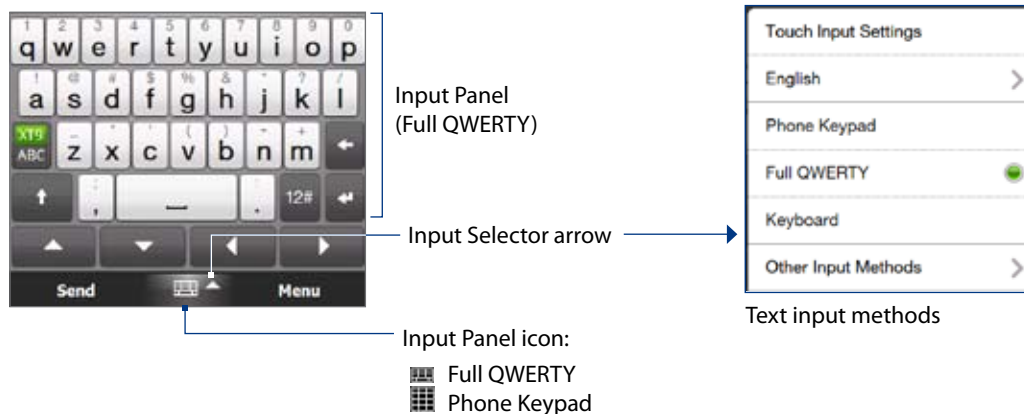 1 2 3 4 5 6 7 8 9 0
q w e r t y u i o p
! @ # $ % &  ? /
a s d f g h j k l
XT9
ABC
z x c v b n m
, . 12#
Send Menu
Input Panel
(Full QWERTY)
Input Selector arrow
Input Panel icon:
Full QWERTY
Phone Keypad
Touch Input Settings
English
Phone Keypad
Full QWERTY
Keyboard
Other Input Methods
Text input methods